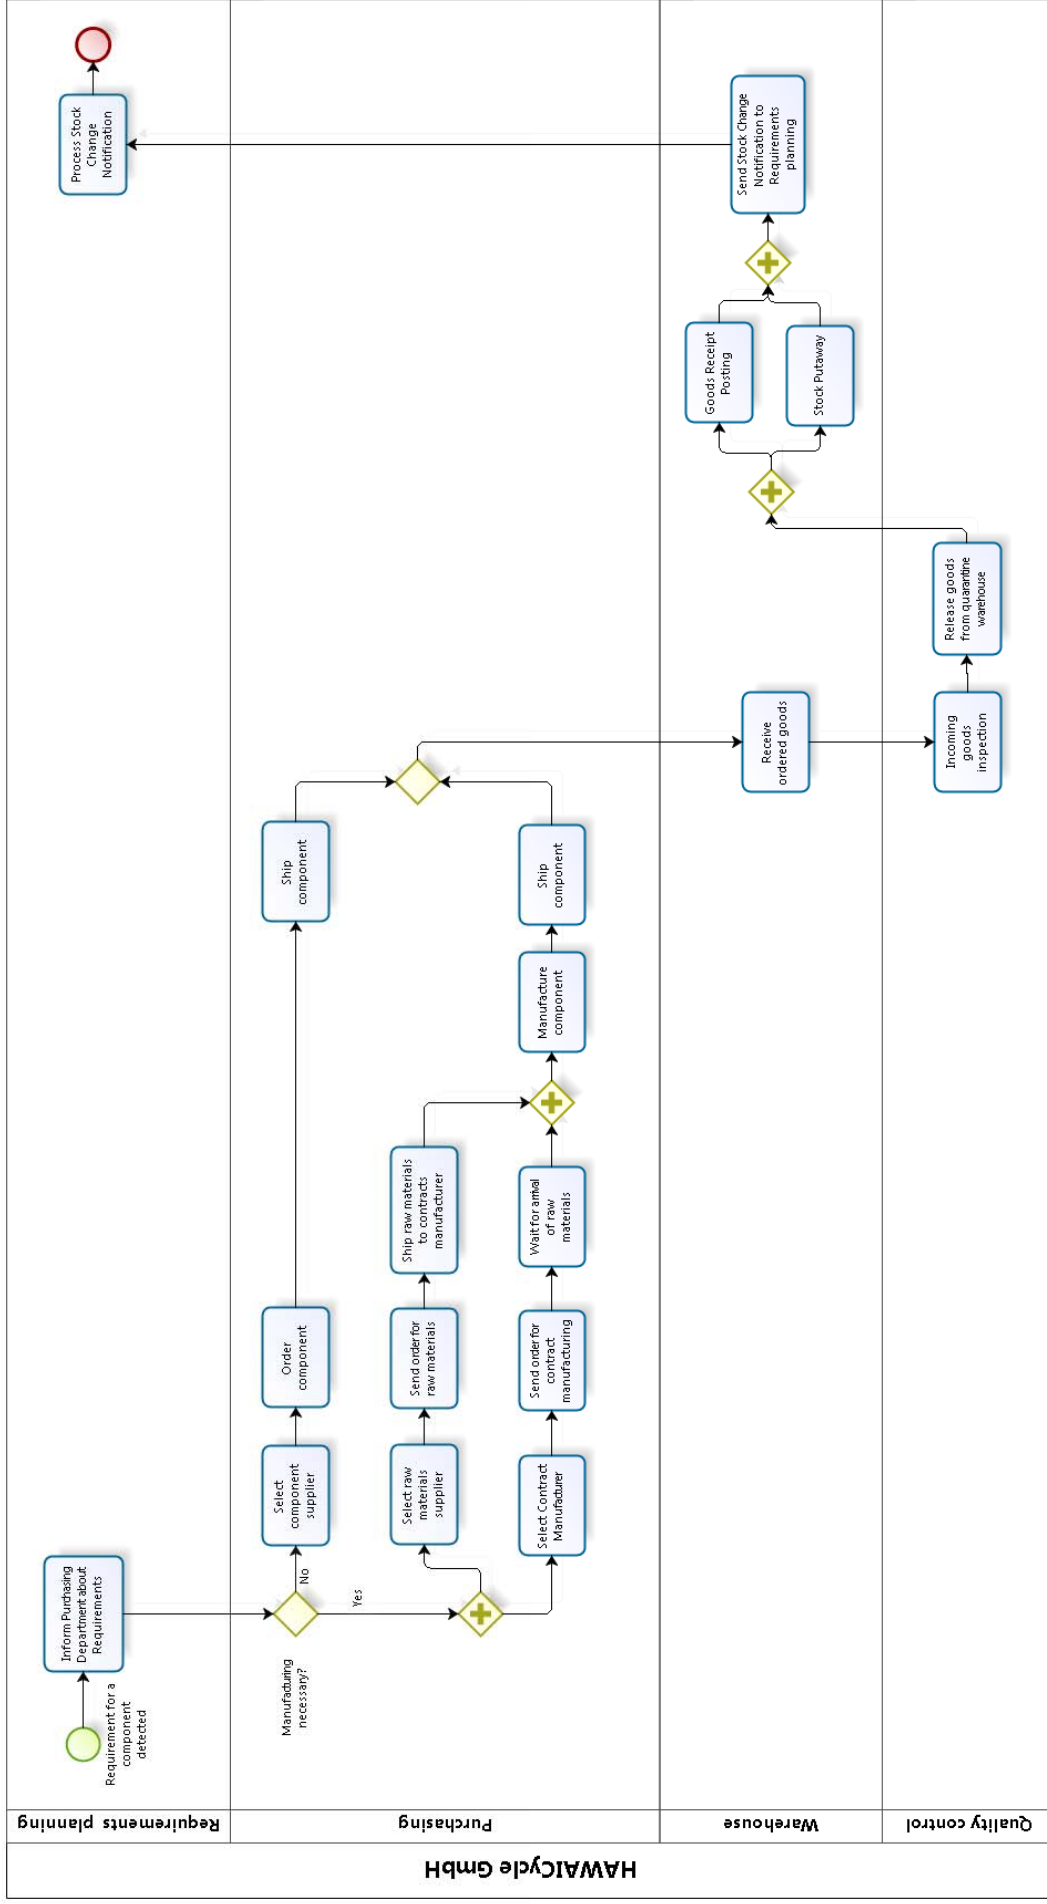 HAWAICycle GmbH
Requirements planning
Requirement for a
component
detected
Inform Purchasing
Department about
Requirements
Process Stock
Change
Notification
Purchasing
Manufacturing
necessary?
No
Yes
Select
component
supplier
Order
component
Ship
component
Select raw
materials
supplier
Send order for
raw materials
Ship raw materials
to contracts
manufacturer
Select Contract
Manufacturer
Send order for
contract
manufacturing
Wait for arrival
of raw
materials
Manufacture
component
Ship
component
Warehouse
Receive
ordered goods
Goods Receipt
Posting
Stock Putaway
Send Stock Change
Notification to
Requirements
planning
Quality control
Incoming
goods
inspection
Release goods
from quarantine
warehouse